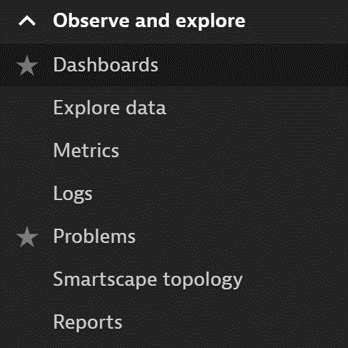 Observe and explore
Dashboards
Explore data
Metrics
Logs
Problems
Smartscape topology
Reports